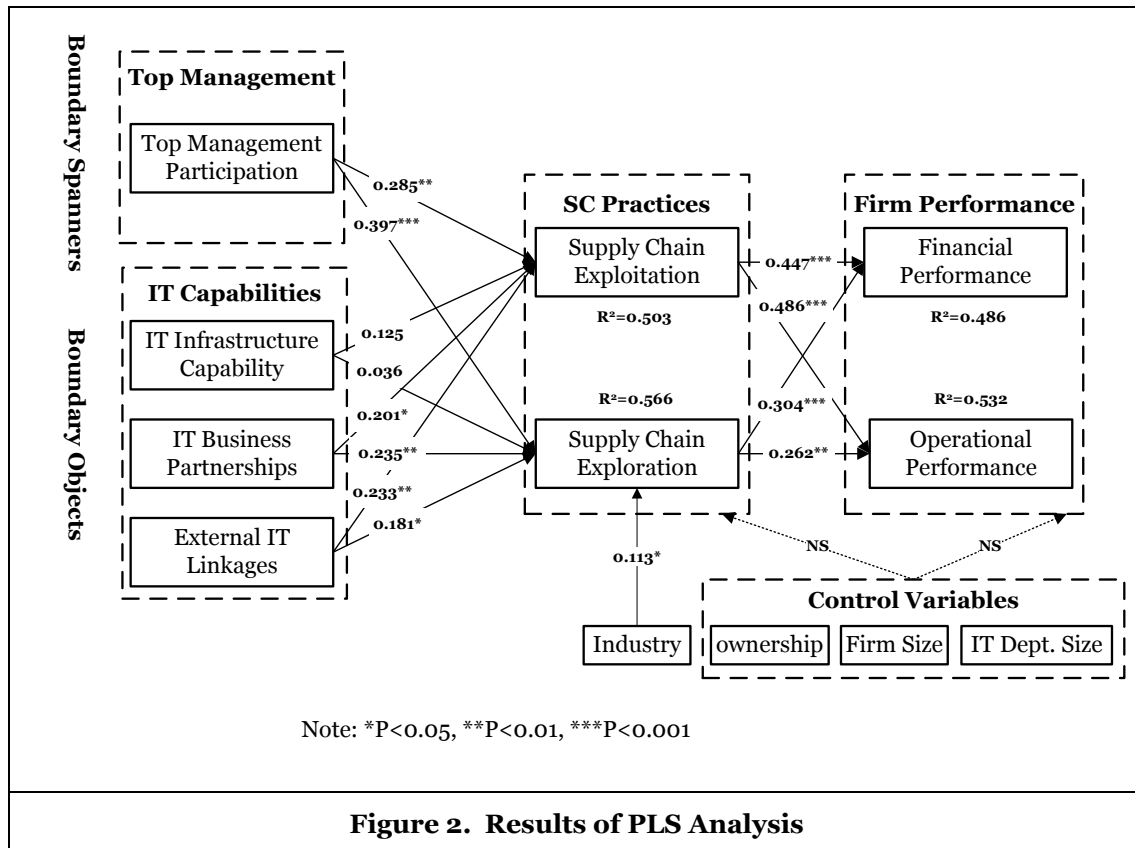 Boundary Spanners
Boundary Objects
Top Management
Top Management
Participation
IT Capabilities
IT Infrastructure
Capability
IT Business
Partnerships
External IT
Linkages
0.285**
0.397***
0.125
0.036
0.201*
0.235**
0.233**
0.181*
SC Practices
Supply Chain
Exploitation
R²=0.503
R²=0.566
Supply Chain
Exploration
0.447***
0.486***
0.304***
0.262**
Firm Performance
Financial
Performance
R²=0.486
R²=0.532
Operational
Performance
0.113*
NS
NS
Industry
Control Variables
ownership
Firm Size
IT Dept. Size
Note: *P<0.05, **P<0.01, ***P<0.001
Figure 2. Results of PLS Analysis